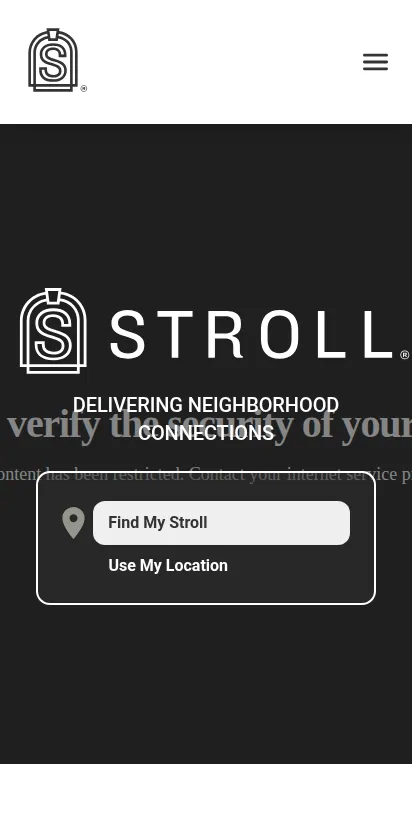 S
®
S STROLL®
DELIVERING NEIGHBORHOOD
verify the security of your
CONNECTIONS
ontent has been restricted. Contact your internet service p
Find My Stroll
Use My Location